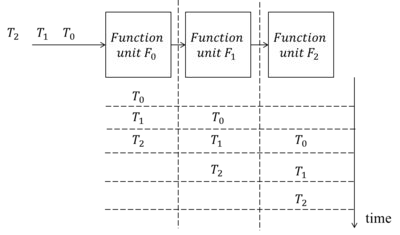 T₂ T₁ T₀
Function unit F₀
Function unit F₁
Function unit F₂
T₀
T₁ T₀
T₂ T₁ T₀
T₂ T₁
T₂
time